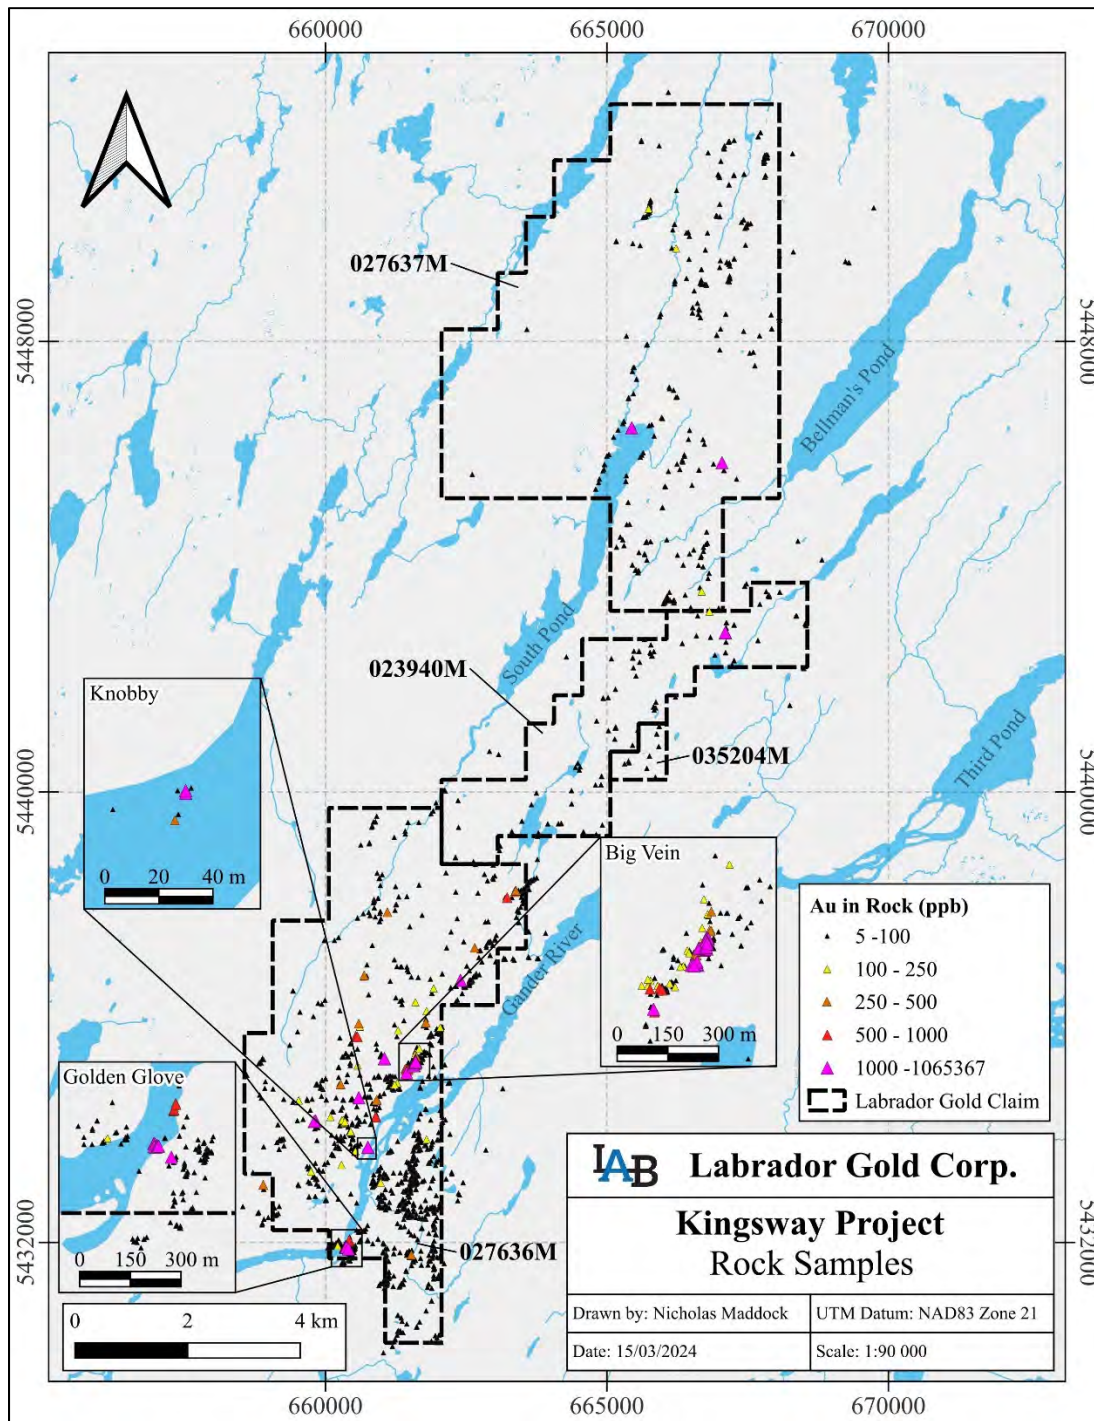 660000
665000
670000
027637M
5448000
5448000
Bellman's Pond
South Pond
023940M
Knobby
0 20 40 m
035204M
Third Pond
5440000
5440000
Big Vein
0 150 300 m
Gander River
Au in Rock (ppb)
5 -100
100 - 250
250 - 500
500 - 1000
1000 -1065367
Labrador Gold Claim
Golden Glove
0 150 300 m
027636M
5432000
5432000
LAB Labrador Gold Corp.
Kingsway Project
Rock Samples
Drawn by: Nicholas Maddock
UTM Datum: NAD83 Zone 21
Date: 15/03/2024
Scale: 1:90 000
0 2 4 km
660000
665000
670000